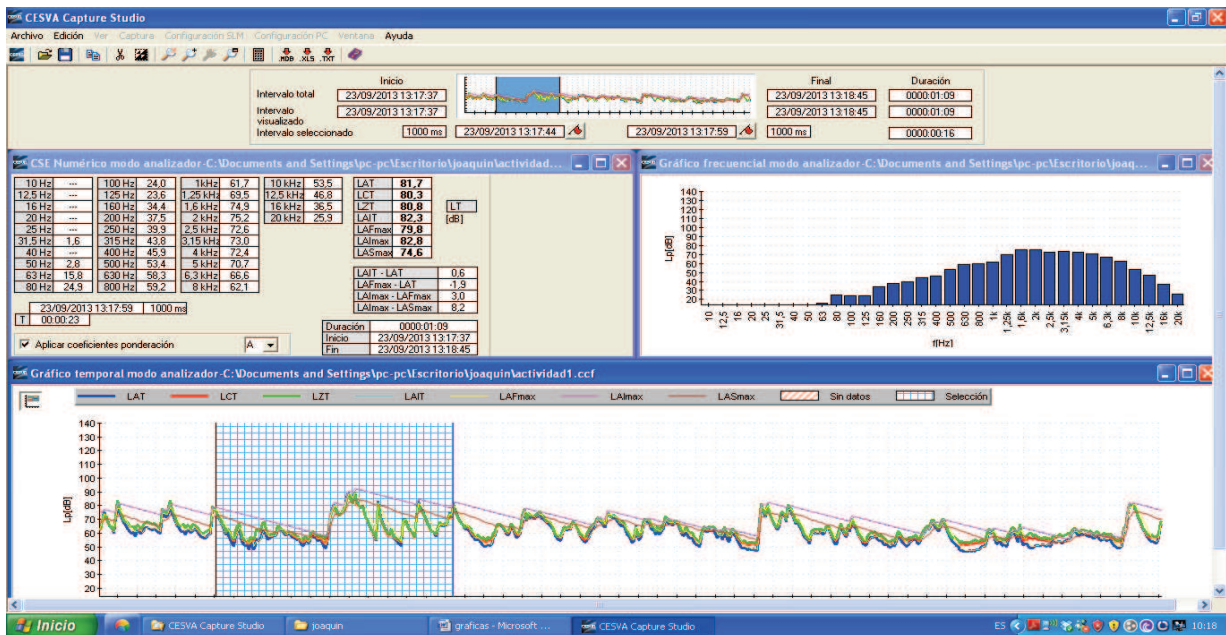 CESVA Capture Studio
Archivo Edición Ver Captura Configuración SLM Configuración PC Ventana Ayuda
.MDB .XLS .TXT
Inicio Final Duración
Intervalo total 23/09/2013 13:17:37 23/09/2013 13:18:45 0000:01:09
Intervalo visualizado 23/09/2013 13:17:37 23/09/2013 13:18:45 0000:01:09
Intervalo seleccionado 1000 ms 23/09/2013 13:17:44 23/09/2013 13:17:59 1000 ms 0000:00:16
CSE Numérico modo analizador-C:\Documents and Settings\pc-pc\Escritorio\joaquin\actividad...
10 Hz --- 100 Hz 24,0 1kHz 61,7 10 kHz 53,5 LAT 81,7
12,5 Hz --- 125 Hz 23,6 1,25 kHz 69,5 12,5 kHz 46,8 LCT 80,3
16 Hz --- 160 Hz 34,4 1,6 kHz 74,9 16 kHz 36,5 LZT 80,8 LT
20 Hz --- 200 Hz 37,5 2 kHz 75,2 20 kHz 25,9 LAIT 82,3 [dB]
25 Hz --- 250 Hz 39,9 2,5 kHz 72,6 LAFmax 79,8
31,5 Hz 1,6 315 Hz 43,8 3,15 kHz 73,0 LAImax 82,8
40 Hz --- 400 Hz 45,9 4 kHz 72,4 LASmax 74,6
50 Hz 2,8 500 Hz 53,4 5 kHz 70,7
63 Hz 15,8 630 Hz 58,3 6,3 kHz 66,6 LAIT - LAT 0,6
80 Hz 24,9 800 Hz 59,2 8 kHz 62,1 LAFmax - LAT -1,9
LAImax - LAFmax 3,0
LAImax - LASmax 8,2
23/09/2013 13:17:59 1000 ms
T 00:00:23
Duración 0000:01:09
Inicio 23/09/2013 13:17:37
Fin 23/09/2013 13:18:45
Aplicar coeficientes ponderación A
Gráfico frecuencial modo analizador-C:\Documents and Settings\pc-pc\Escritorio\joaq...
Lp[dB]
140
130
120
110
100
90
80
70
60
50
40
30
20
10 12,5 16 20 25 31,5 40 50 63 80 100 125 160 200 250 315 400 500 630 800 1k 1,25k 1,6k 2k 2,5k 3,15k 4k 5k 6,3k 8k 10k 12,5k 16k 20k
f[Hz]
Gráfico temporal modo analizador-C:\Documents and Settings\pc-pc\Escritorio\joaquin\actividad1.ccf
LAT LCT LZT LAIT LAFmax LAImax LASmax Sin datos Selección
Lp[dB]
140
130
120
110
100
90
80
70
60
50
40
30
20
Inicio CESVA Capture Studio joaquin graficas - Microsoft ... CESVA Capture Studio ES 10:18